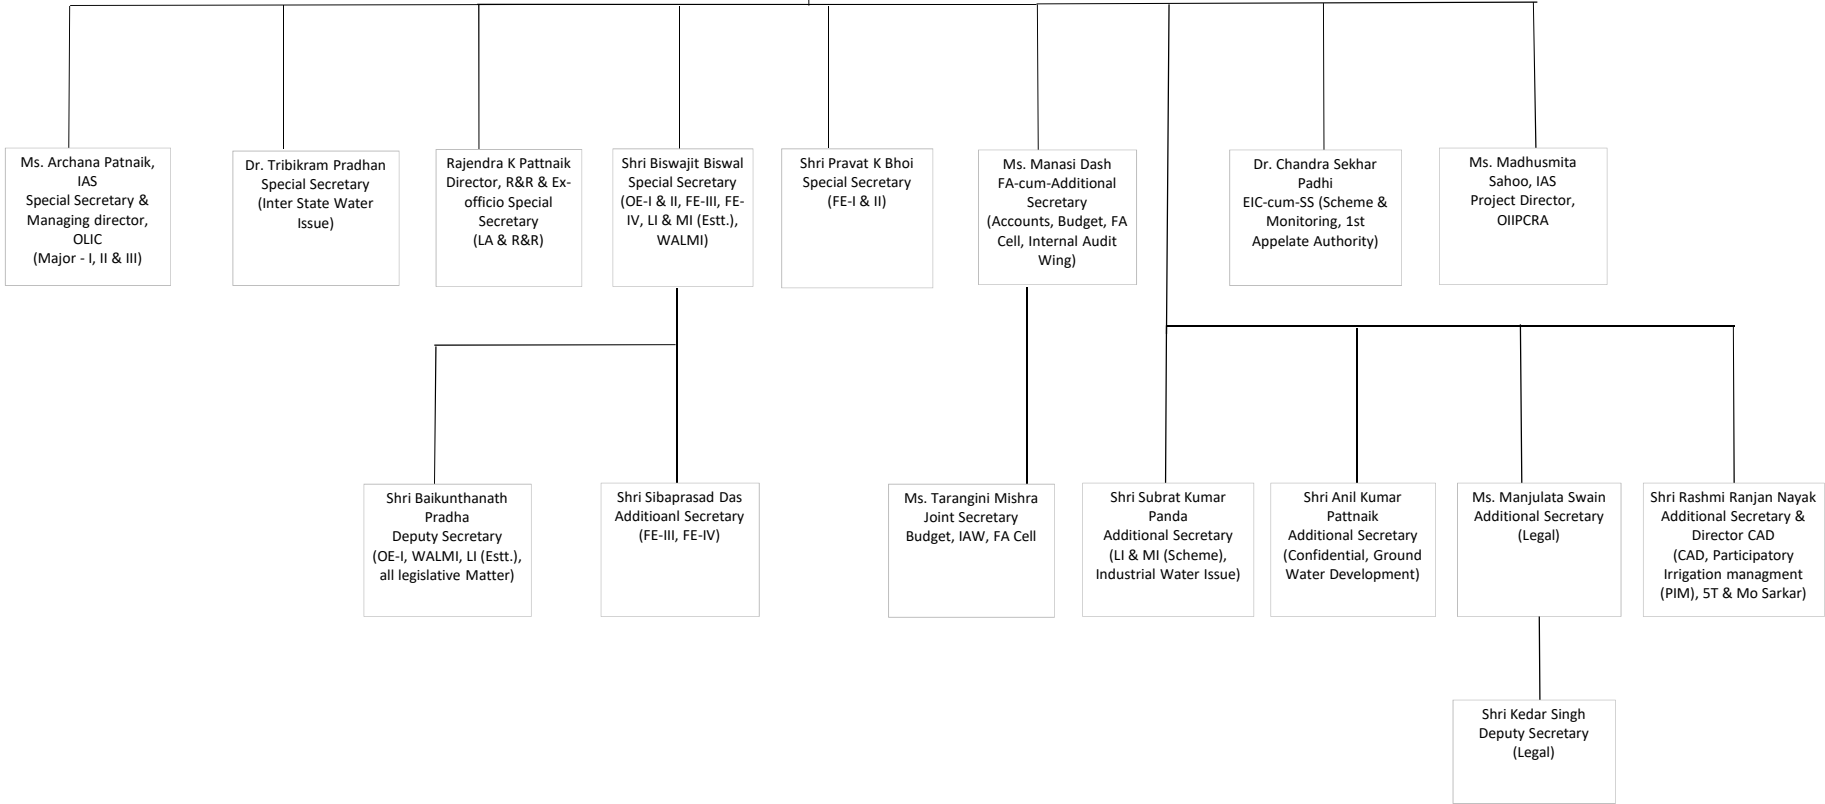 Ms. Archana Patnaik,
IAS
Special Secretary &
Managing director,
OLIC
(Major - I, II & III)
Dr. Tribikram Pradhan
Special Secretary
(Inter State Water
Issue)
Rajendra K Pattnaik
Director, R&R & Ex-
officio Special
Secretary
(LA & R&R)
Shri Biswajit Biswal
Special Secretary
(OE-I & II, FE-III, FE-
IV, LI & MI (Estt.),
WALMI)
Shri Pravat K Bhoi
Special Secretary
(FE-I & II)
Ms. Manasi Dash
FA-cum-Additional
Secretary
(Accounts, Budget, FA
Cell, Internal Audit
Wing)
Dr. Chandra Sekhar
Padhi
EIC-cum-SS (Scheme &
Monitoring, 1st
Appelate Authority)
Ms. Madhusmita
Sahoo, IAS
Project Director,
OIIPCRA
Shri Baikunthanath
Pradha
Deputy Secretary
(OE-I, WALMI, LI (Estt.),
all legislative Matter)
Shri Sibaprasad Das
Additioanl Secretary
(FE-III, FE-IV)
Ms. Tarangini Mishra
Joint Secretary
Budget, IAW, FA Cell
Shri Subrat Kumar
Panda
Additional Secretary
(LI & MI (Scheme),
Industrial Water Issue)
Shri Anil Kumar
Pattnaik
Additional Secretary
(Confidential, Ground
Water Development)
Ms. Manjulata Swain
Additional Secretary
(Legal)
Shri Rashmi Ranjan Nayak
Additional Secretary &
Director CAD
(CAD, Participatory
Irrigation managment
(PIM), 5T & Mo Sarkar)
Shri Kedar Singh
Deputy Secretary
(Legal)